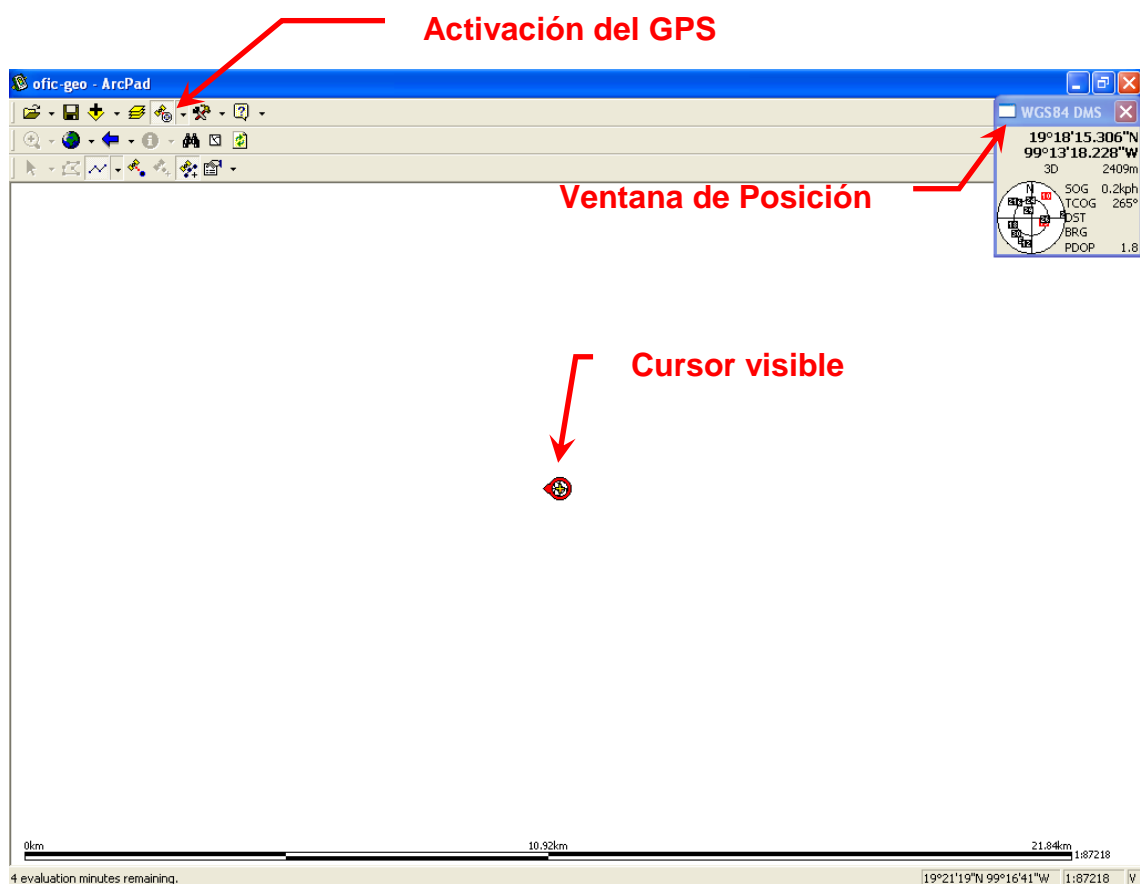 Activación del GPS
ofic-geo - ArcPad
WGS84 DMS
19°18'15.306"N
99°13'18.228"W
3D 2409m
N
SOG 0.2kph
TCOG 265°
DST
BRG
PDOP 1.8
Ventana de Posición
Cursor visible
0km 10.92km 21.84km
1:87218
4 evaluation minutes remaining.
19°21'19"N 99°16'41"W 1:87218 V